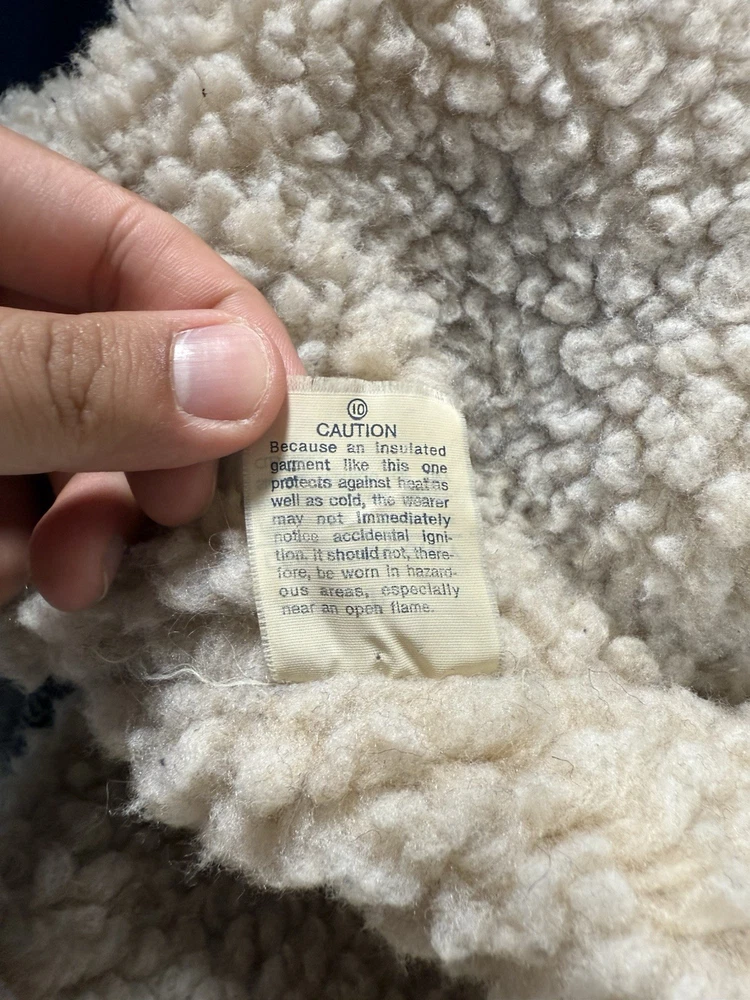 10
CAUTION
Because an insulated
garment like this one
protects against heat as
well as cold, the wearer
may not immediately
notice accidental igni-
tion. It should not, there-
fore, be worn in hazard-
ous areas, especially
near an open flame.